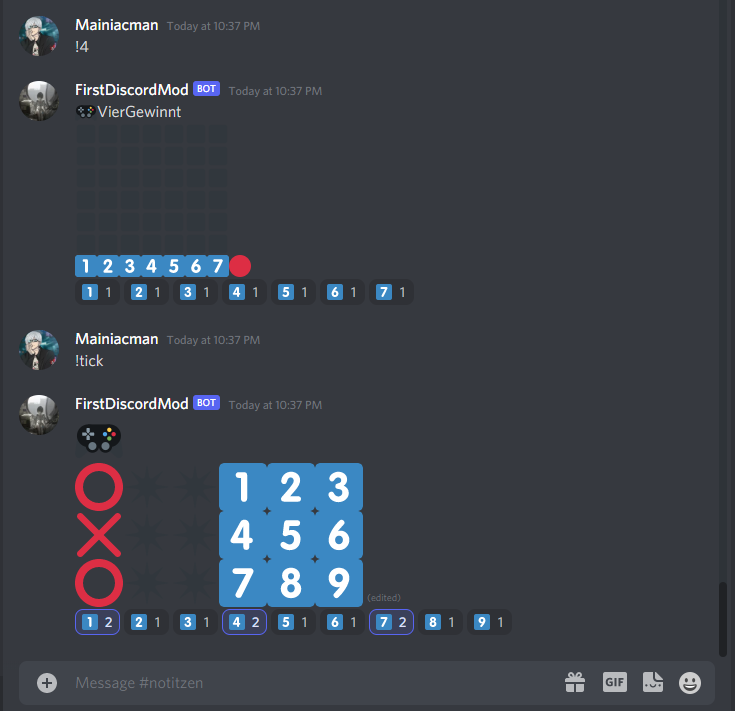 Mainiacman Today at 10:37 PM
!4
FirstDiscordMod BOT Today at 10:37 PM
VierGewinnt
1 2 3 4 5 6 7
1 1 2 1 3 1 4 1 5 1 6 1 7 1
Mainiacman Today at 10:37 PM
!tick
FirstDiscordMod BOT Today at 10:37 PM
1 2 3
4 5 6
7 8 9 (edited)
1 2 2 1 3 1 4 2 5 1 6 1 7 2 8 1 9 1
Message #notitzen GIF